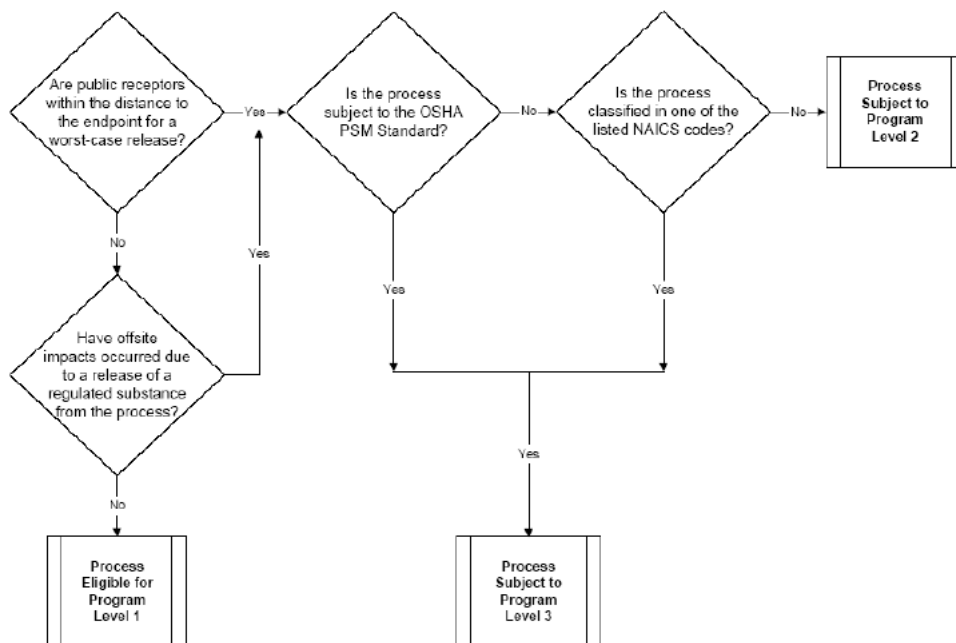 Are public receptors
within the distance to
the endpoint for a
worst-case release?
Yes
Is the process
subject to the OSHA
PSM Standard?
No
Is the process
classified in one of the
listed NAICS codes?
No
Process
Subject to
Program
Level 2
No
Yes
Yes
Yes
Have offsite
impacts occurred due
to a release of a
regulated substance
from the process?
Yes
No
Process
Eligible for
Program
Level 1
Process
Subject to
Program
Level 3